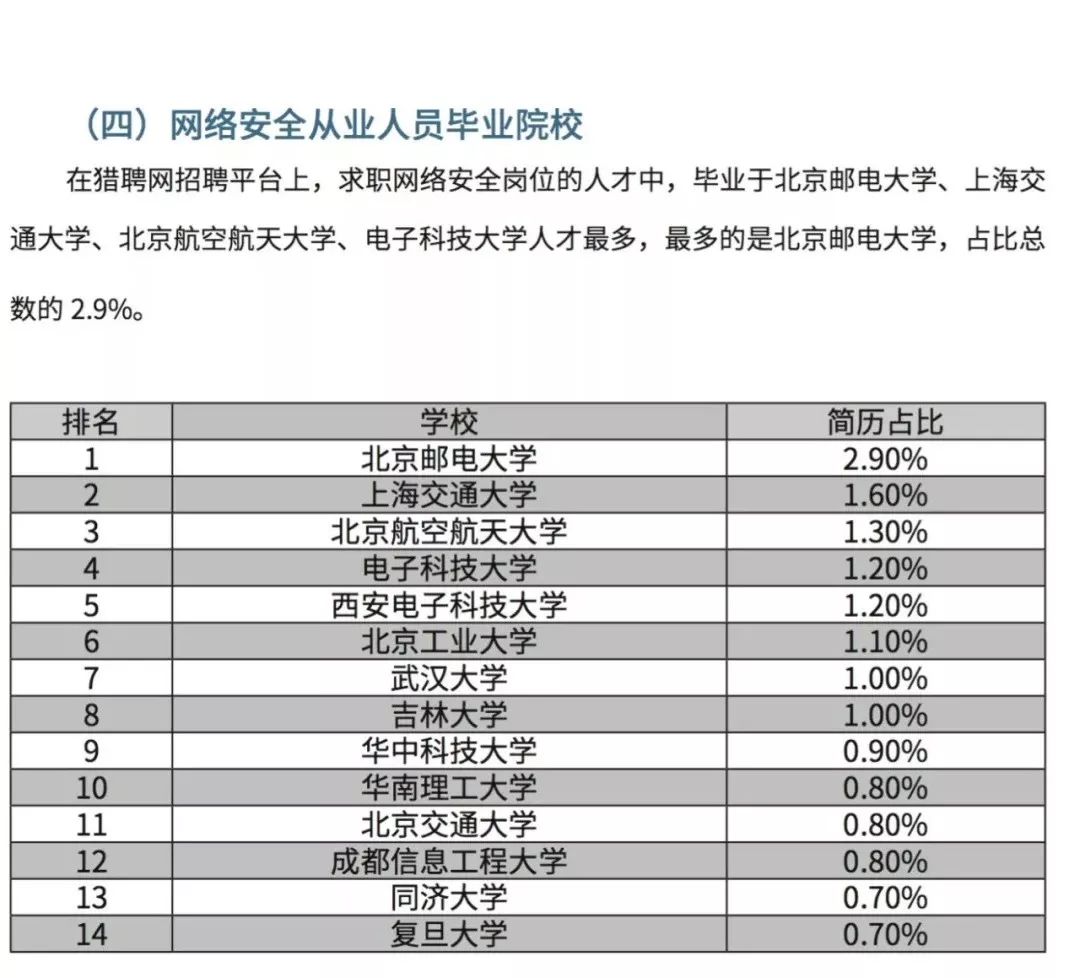 （四）网络安全从业人员毕业院校
在猎聘网招聘平台上，求职网络安全岗位的人才中，毕业于北京邮电大学、上海交
通大学、北京航空航天大学、电子科技大学人才最多，最多的是北京邮电大学，占比总
数的 2.9%。
排名 学校 简历占比
1 北京邮电大学 2.90%
2 上海交通大学 1.60%
3 北京航空航天大学 1.30%
4 电子科技大学 1.20%
5 西安电子科技大学 1.20%
6 北京工业大学 1.10%
7 武汉大学 1.00%
8 吉林大学 1.00%
9 华中科技大学 0.90%
10 华南理工大学 0.80%
11 北京交通大学 0.80%
12 成都信息工程大学 0.80%
13 同济大学 0.70%
14 复旦大学 0.70%